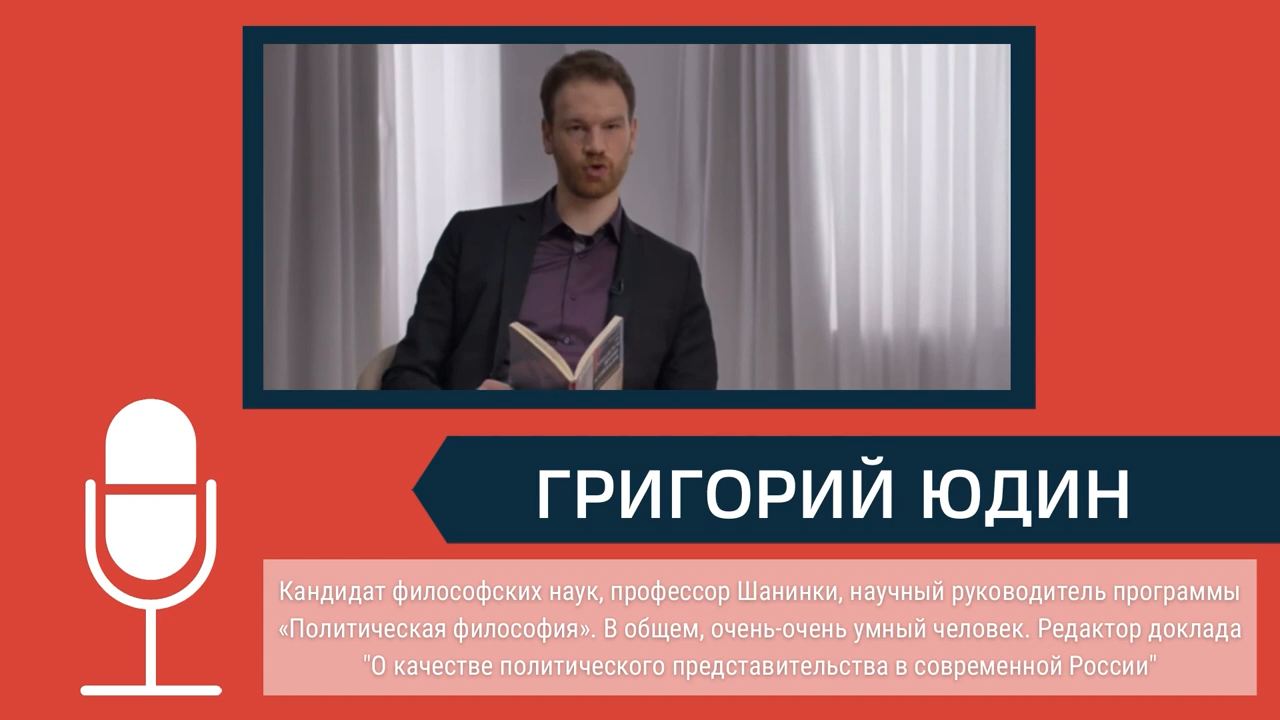 ГРИГОРИЙ ЮДИН
Кандидат философских наук, профессор Шанинки, научный руководитель программы
«Политическая философия». В общем, очень-очень умный человек. Редактор доклада
"О качестве политического представительства в современной России"